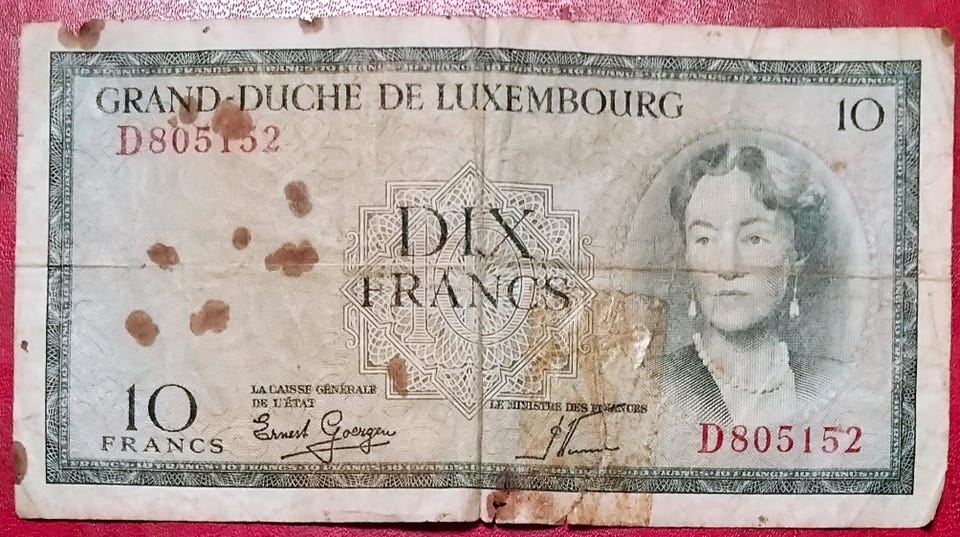 GRAND-DUCHÉ DE LUXEMBOURG
10
D805152
DIX
FRANCS
10
FRANCS
LA CAISSE GÉNÉRALE
DE L'ÉTAT
Ernest Goergen
LE MINISTRE DES FINANCES
D805152